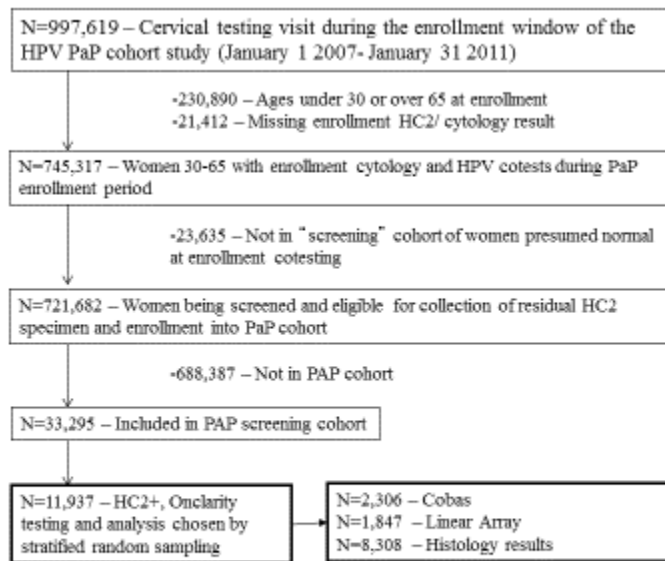 N=997,619 – Cervical testing visit during the enrollment window of the
HPV PaP cohort study (January 1 2007- January 31 2011)
-230,890 – Ages under 30 or over 65 at enrollment
-21,412 – Missing enrollment HC2/ cytology result
N=745,317 – Women 30-65 with enrollment cytology and HPV cotests during PaP
enrollment period
-23,635 – Not in “screening” cohort of women presumed normal
at enrollment cotesting
N=721,682 – Women being screened and eligible for collection of residual HC2
specimen and enrollment into PaP cohort
-688,387 – Not in PAP cohort
N=33,295 – Included in PAP screening cohort
N=11,937 – HC2+, Onclarity
testing and analysis chosen by
stratified random sampling
N=2,306 – Cobas
N=1,847 – Linear Array
N=8,308 – Histology results